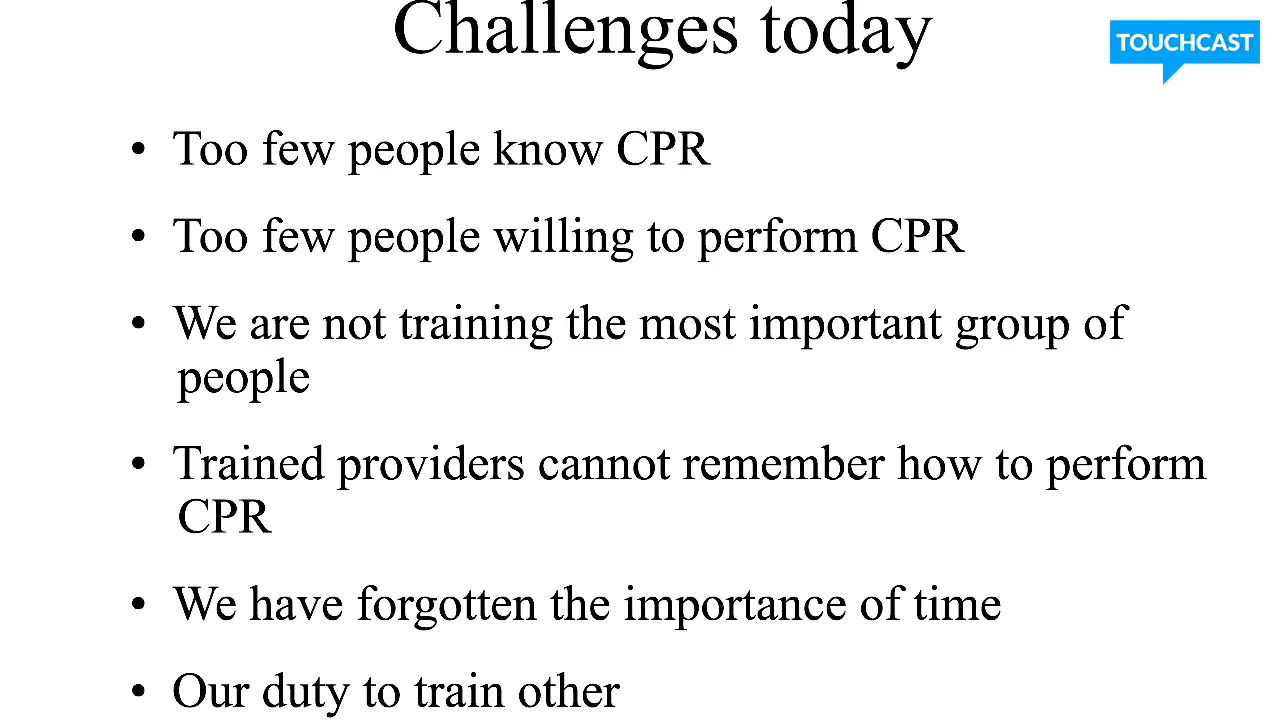 Challenges today
TOUCHCAST
• Too few people know CPR
• Too few people willing to perform CPR
• We are not training the most important group of
people
• Trained providers cannot remember how to perform
CPR
• We have forgotten the importance of time
• Our duty to train other